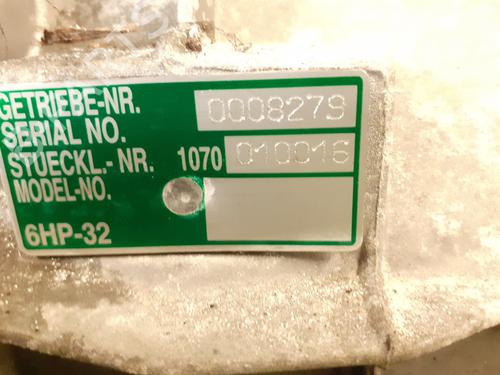 GETRIEBE-NR. 0008279
SERIAL NO.
STUECKL.- NR. 1070 010016
MODEL-NO.
6HP-32